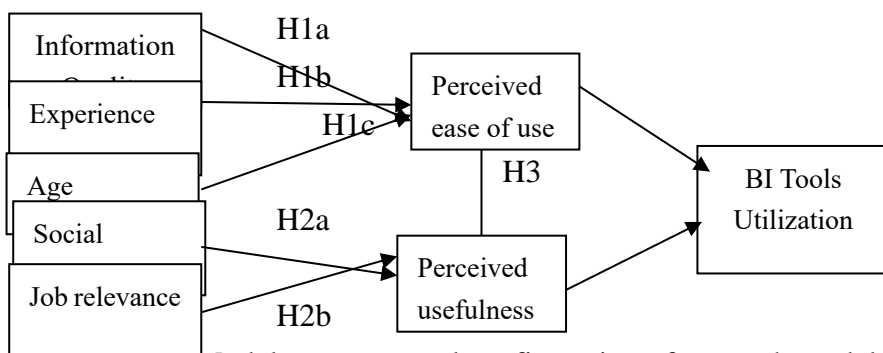 Information
H1a
H1b
Experience
H1c
Age
Social
H2a
Job relevance
H2b
Perceived
ease of use
H3
Perceived
usefulness
BI Tools
Utilization